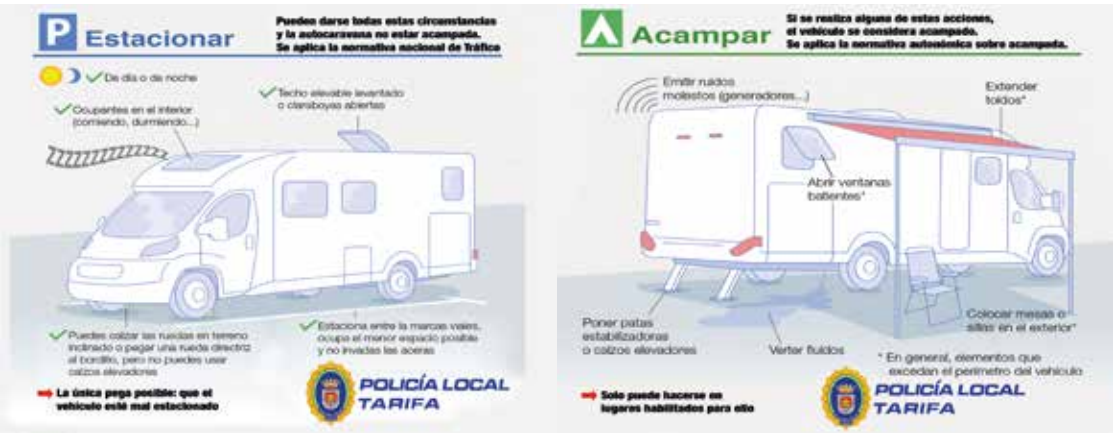 P Estacionar
Pueden darse todas estas circunstancias
y la autocaravana no estar acampada.
Se aplica la normativa nacional de Tráfico
De día o de noche
Ocupantes en el interior
(comiendo, durmiendo...)
Techo elevable levantado
o claraboyas abiertas
Puedes calzar las ruedas en terreno
inclinado o pegar una rueda directriz
al bordillo, pero no puedes usar
calzos elevadores
Estaciona entre la marcas viales,
ocupa el menor espacio posible
y no invadas las aceras
La única pega posible: que el
vehículo esté mal estacionado
POLICÍA LOCAL
TARIFA
Acampar
Si se realiza alguna de estas acciones,
el vehículo se considera acampado.
Se aplica la normativa autonómica sobre acampada.
Emitir ruidos
molestos (generadores...)
Extender
toldos*
Abrir ventanas
batientes*
Poner patas
estabilizadoras
o calzos elevadores
Verter fluidos
Colocar mesas o
sillas en el exterior*
* En general, elementos que
excedan el perímetro del vehículo
Solo puede hacerse en
lugares habilitados para ello
POLICÍA LOCAL
TARIFA